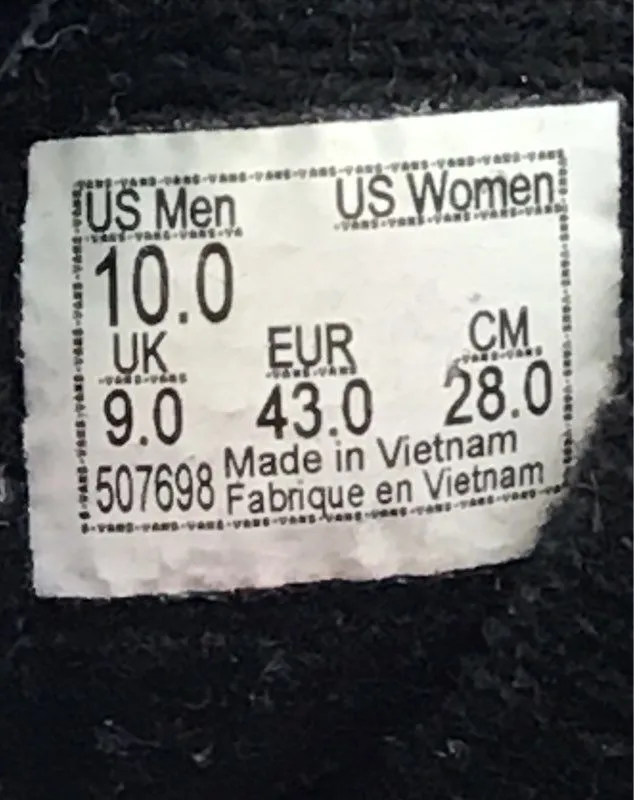 US Men US Women
10.0
UK EUR CM
9.0 43.0 28.0
507698 Made in Vietnam
Fabrique en Vietnam